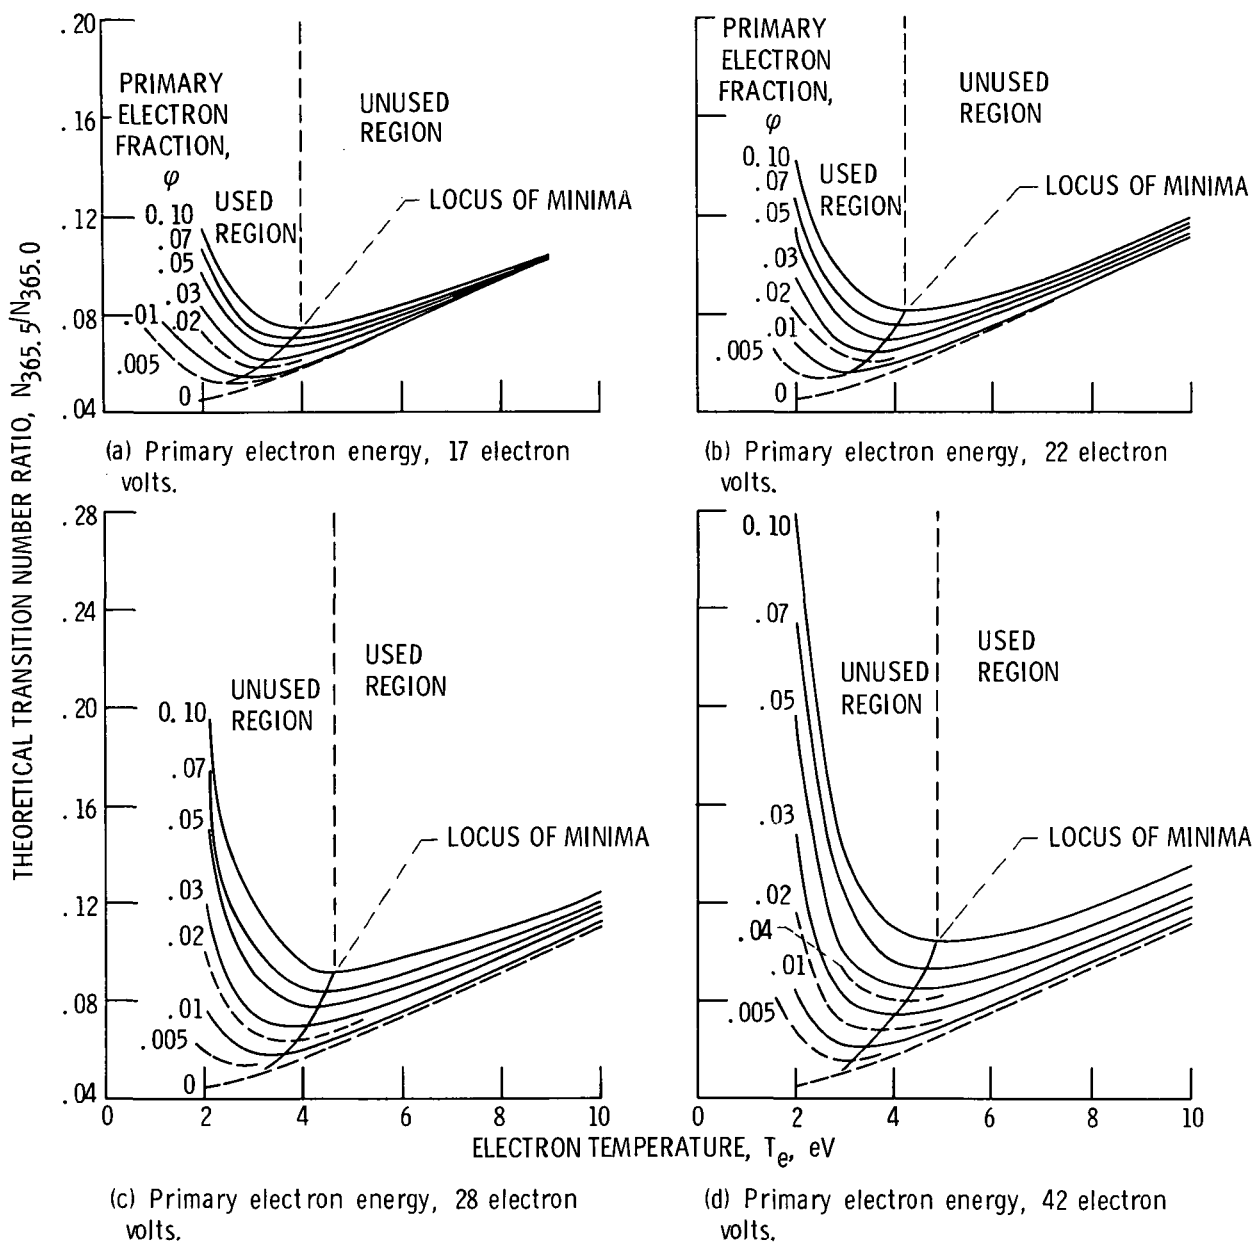 THEORETICAL TRANSITION NUMBER RATIO, N365.5/N365.0
.20
.16
.12
.08
.04
PRIMARY
ELECTRON
FRACTION,
φ
0.10
.07
.05
.03
.02
.01
.005
0
USED
REGION
UNUSED
REGION
LOCUS OF MINIMA
(a) Primary electron energy, 17 electron
volts.
PRIMARY
ELECTRON
FRACTION,
φ
0.10
.07
.05
.03
.02
.01
.005
0
USED
REGION
UNUSED
REGION
LOCUS OF MINIMA
(b) Primary electron energy, 22 electron
volts.
.28
.24
.20
.16
.12
.08
.04
0.10
.07
.05
.03
.02
.01
.005
0
UNUSED
REGION
USED
REGION
LOCUS OF MINIMA
0 2 4 6 8 10
0.10
.07
.05
.03
.02
.04
.01
.005
0
UNUSED
REGION
USED
REGION
LOCUS OF MINIMA
0 2 4 6 8 10
ELECTRON TEMPERATURE, Te, eV
(c) Primary electron energy, 28 electron
volts.
(d) Primary electron energy, 42 electron
volts.